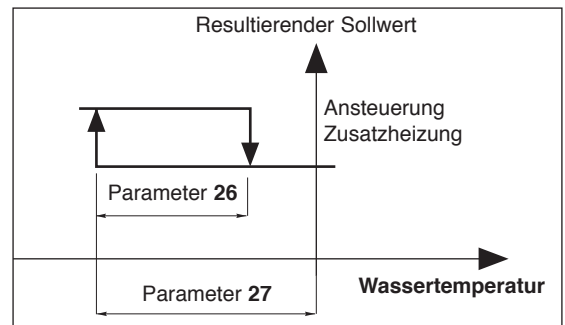 Resultierender Sollwert
Ansteuerung
Zusatzheizung
Parameter 26
Wassertemperatur
Parameter 27